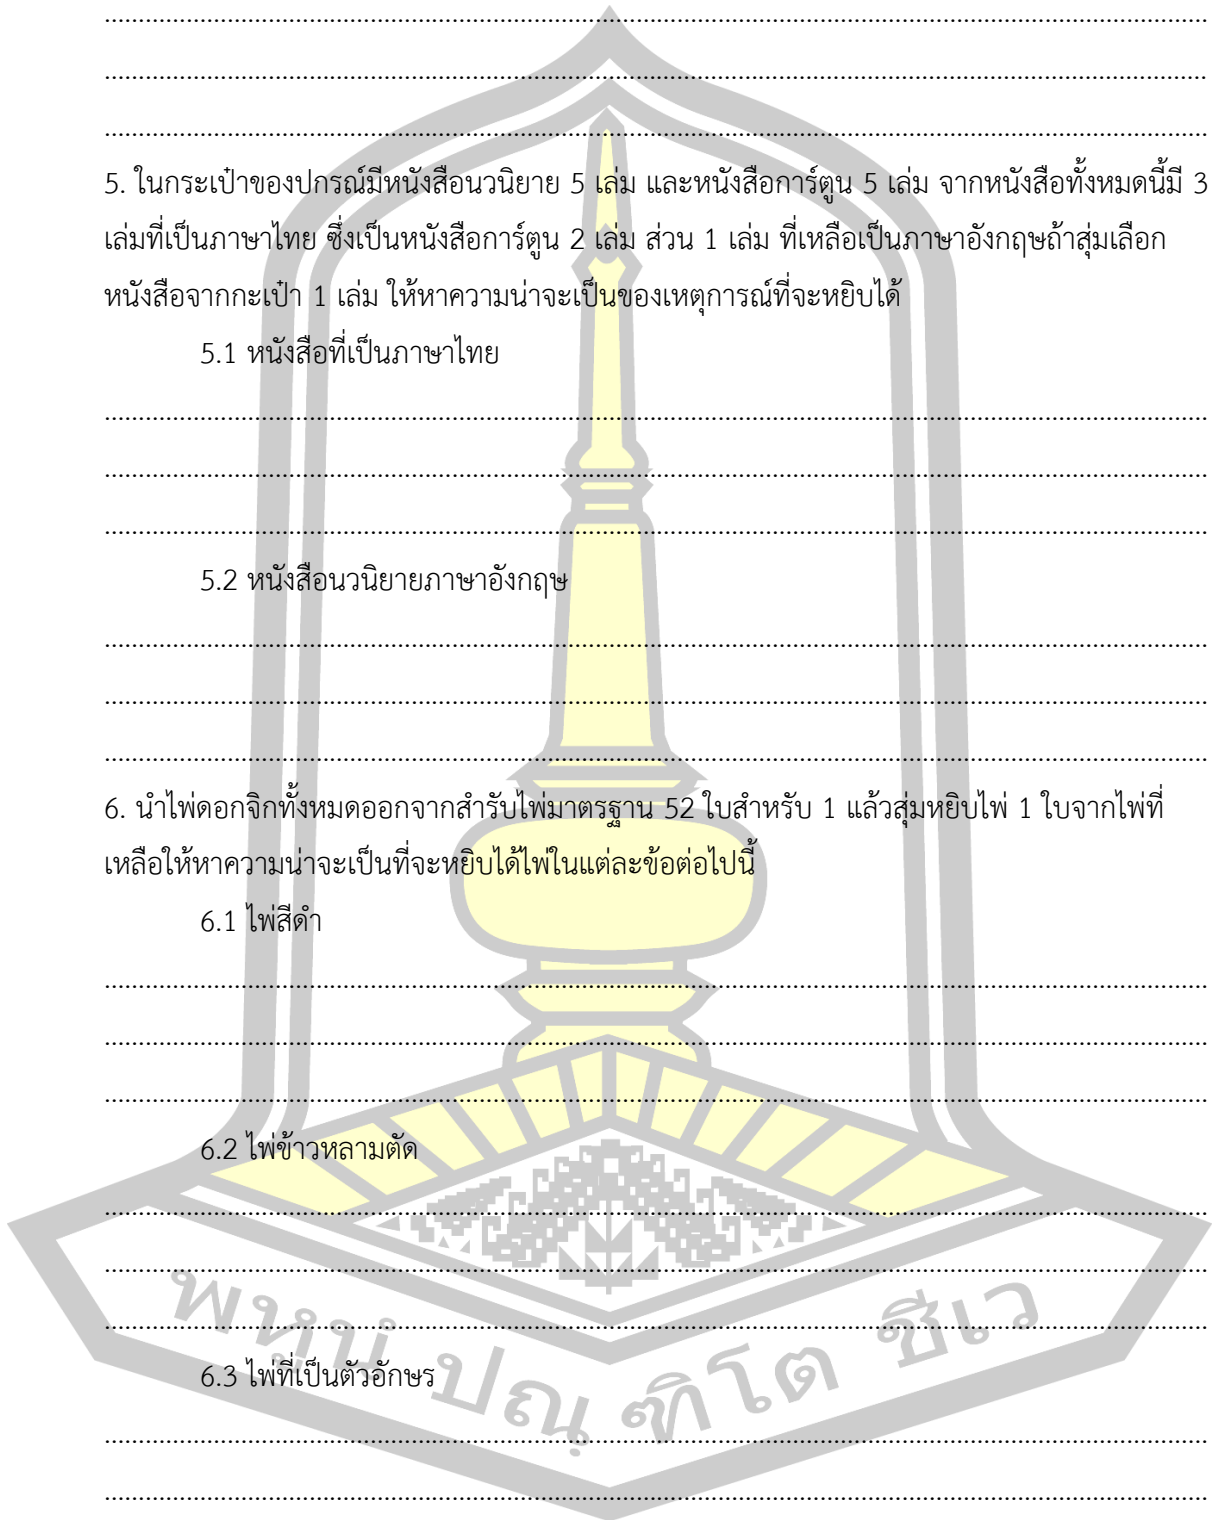 5. ในกระเป๋าของปกรณ์มีหนังสือนวนิยาย 5 เล่ม และหนังสือการ์ตูน 5 เล่ม จากหนังสือทั้งหมดนี้มี 3
เล่มที่เป็นภาษาไทย ซึ่งเป็นหนังสือการ์ตูน 2 เล่ม ส่วน 1 เล่ม ที่เหลือเป็นภาษาอังกฤษถ้าสุ่มเลือก
หนังสือจากกะเป๋า 1 เล่ม ให้หาความน่าจะเป็นของเหตุการณ์ที่จะหยิบได้
5.1 หนังสือที่เป็นภาษาไทย
5.2 หนังสือนวนิยายภาษาอังกฤษ
6. นำไพ่ดอกจิกทั้งหมดออกจากสำรับไพ่มาตรฐาน 52 ใบสำหรับ 1 แล้วสุ่มหยิบไพ่ 1 ใบจากไพ่ที่
เหลือให้หาความน่าจะเป็นที่จะหยิบได้ไพ่ในแต่ละข้อต่อไปนี้
6.1 ไพ่สีดำ
6.2 ไพ่ข้าวหลามตัด
6.3 ไพ่ที่เป็นตัวอักษร
พหูนํ ปณฺฑิโต ชีเว